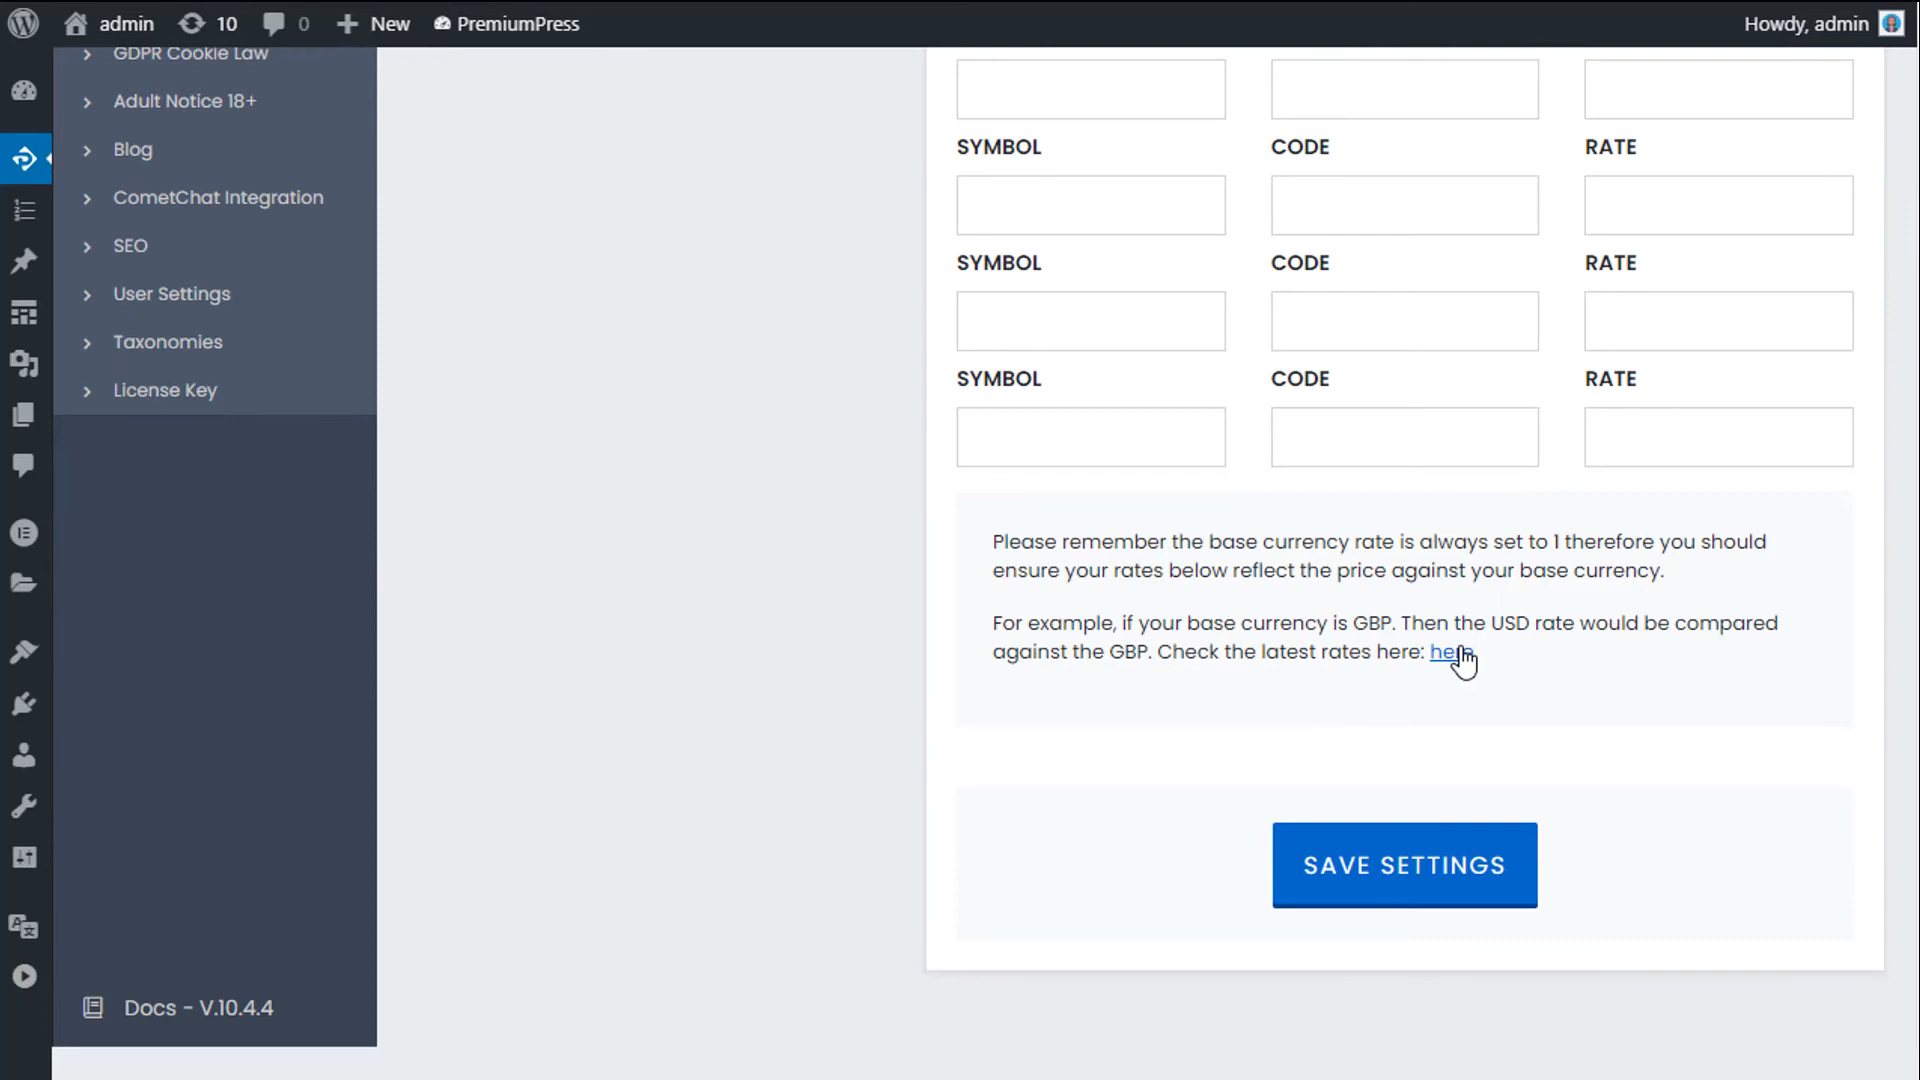 admin 10 0 New PremiumPress Howdy, admin
GDPR Cookie Law
Adult Notice 18+
Blog
CometChat Integration
SEO
User Settings
Taxonomies
License Key
Docs - V.10.4.4
SYMBOL CODE RATE
SYMBOL CODE RATE
SYMBOL CODE RATE
Please remember the base currency rate is always set to 1 therefore you should
ensure your rates below reflect the price against your base currency.
For example, if your base currency is GBP. Then the USD rate would be compared
against the GBP. Check the latest rates here: here
SAVE SETTINGS